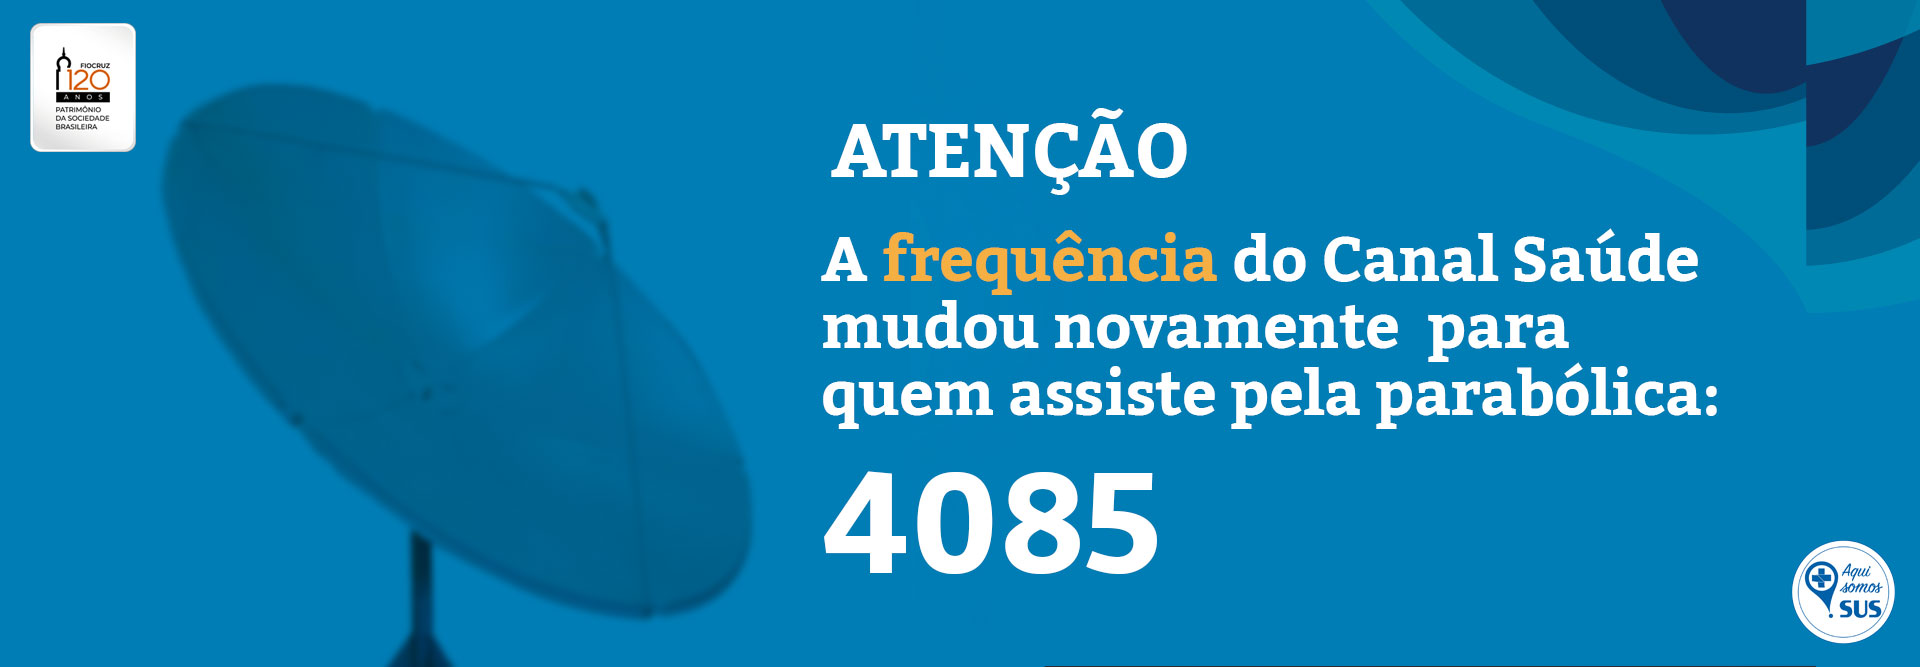 FIOCRUZ
120
ANOS
PATRIMÔNIO
DA SOCIEDADE
BRASILEIRA
ATENÇÃO
A frequência do Canal Saúde
mudou novamente para
quem assiste pela parabólica:
4085
Aqui
somos
SUS